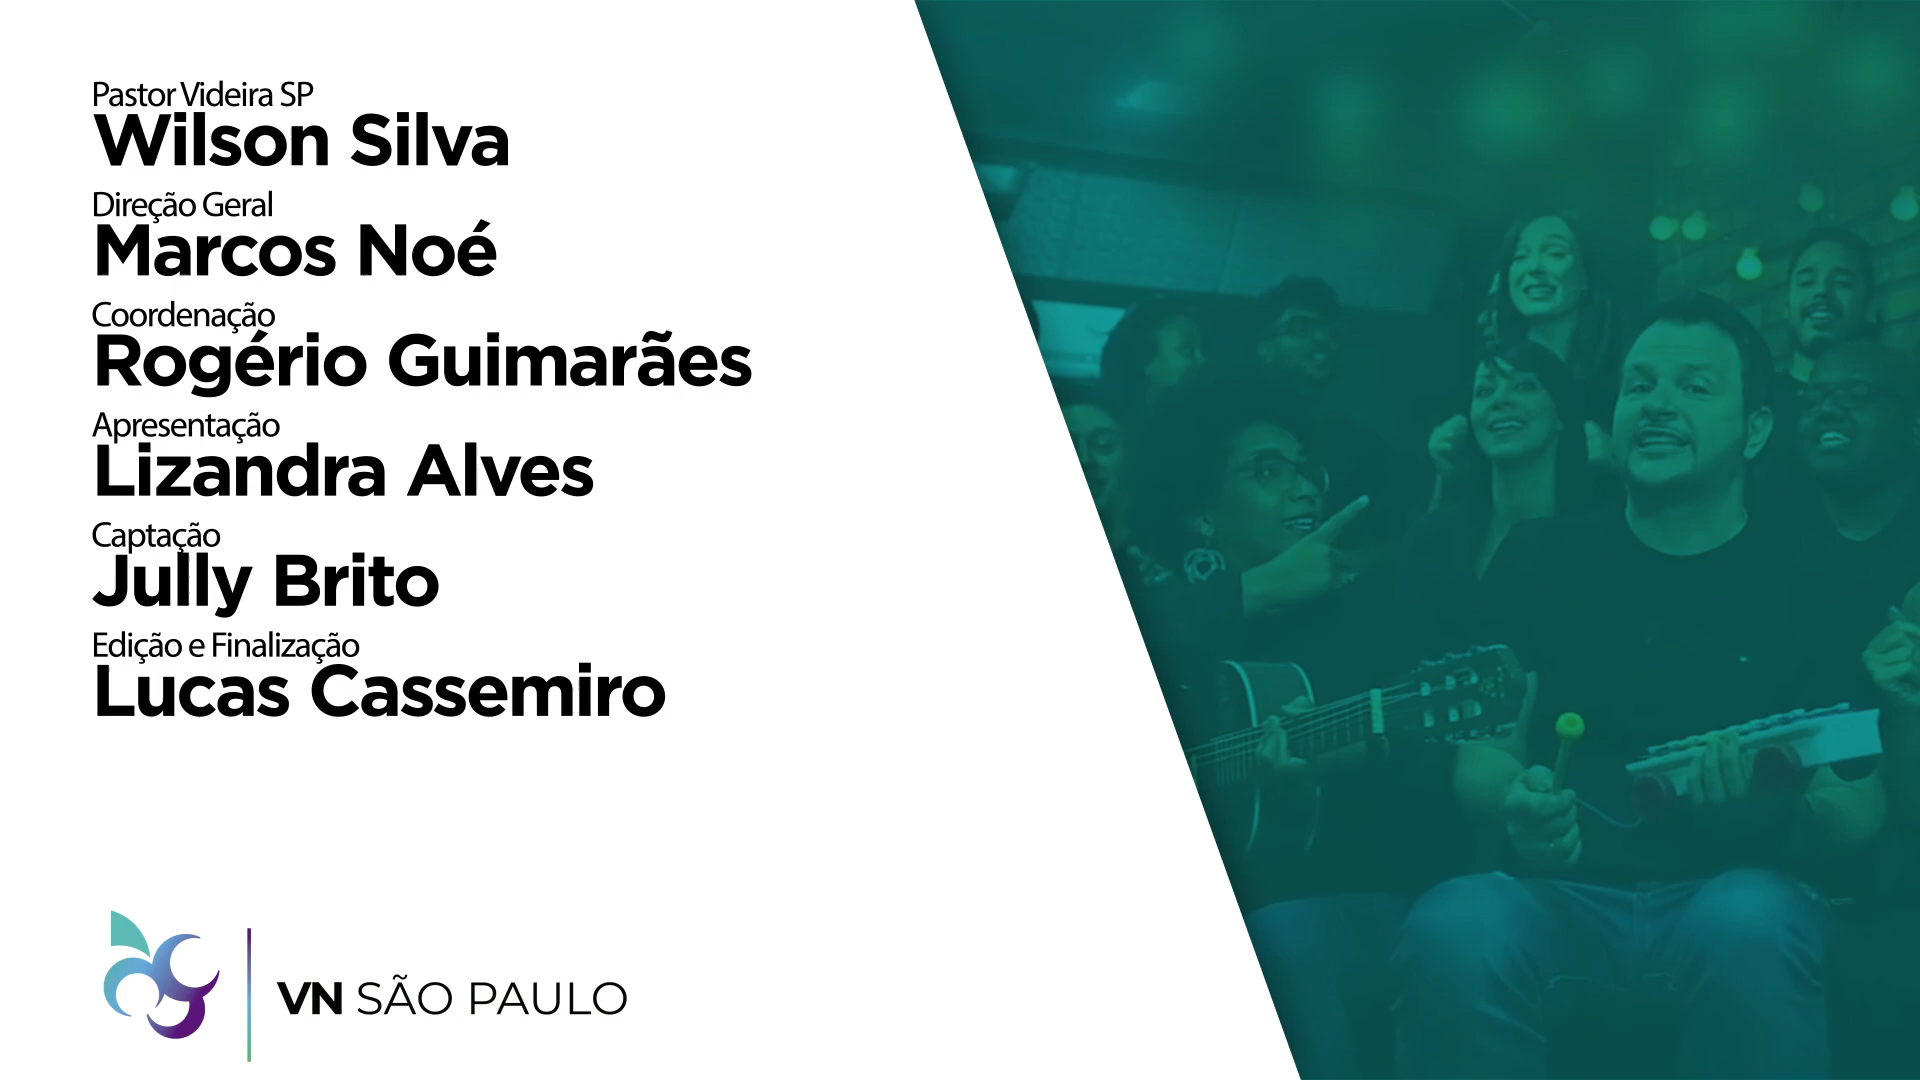 Pastor Videira SP
Wilson Silva
Direção Geral
Marcos Noé
Coordenação
Rogério Guimarães
Apresentação
Lizandra Alves
Captação
Jully Brito
Edição e Finalização
Lucas Cassemiro
VN SÃO PAULO